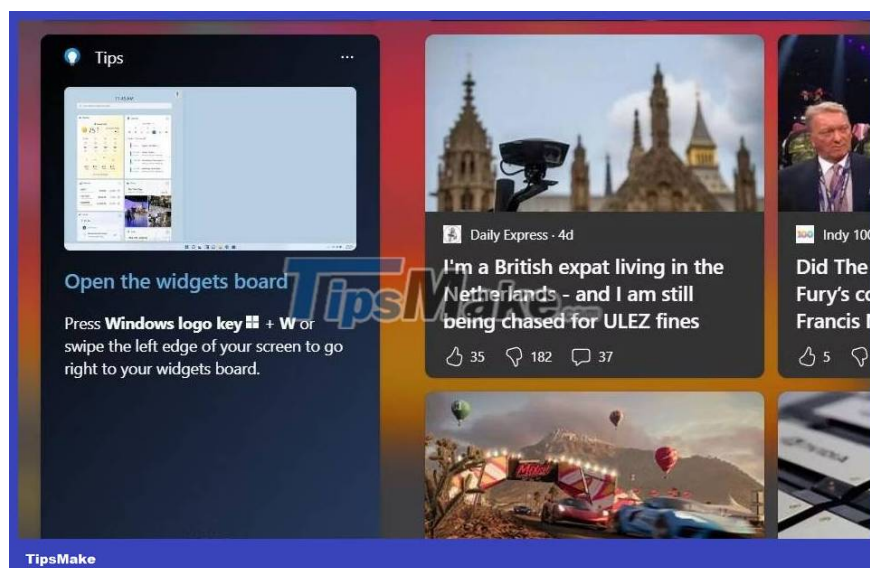 Tips
...
Open the widgets board
Press Windows logo key + W or
swipe the left edge of your screen to go
right to your widgets board.
TipsMake
Daily Express · 4d
I'm a British expat living in the
Netherlands - and I am still
being chased for ULEZ fines
35 182 37
Indy 100
Did The
Fury's co
Francis
5
TipsMake